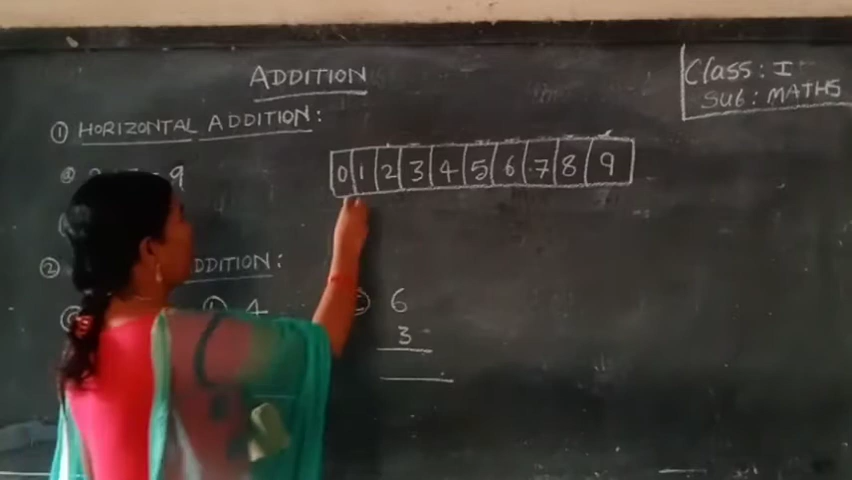 ADDITION
Class: I
Sub: MATHS
① HORIZONTAL ADDITION:
9
0 1 2 3 4 5 6 7 8 9
② DDITION:
4
6
3